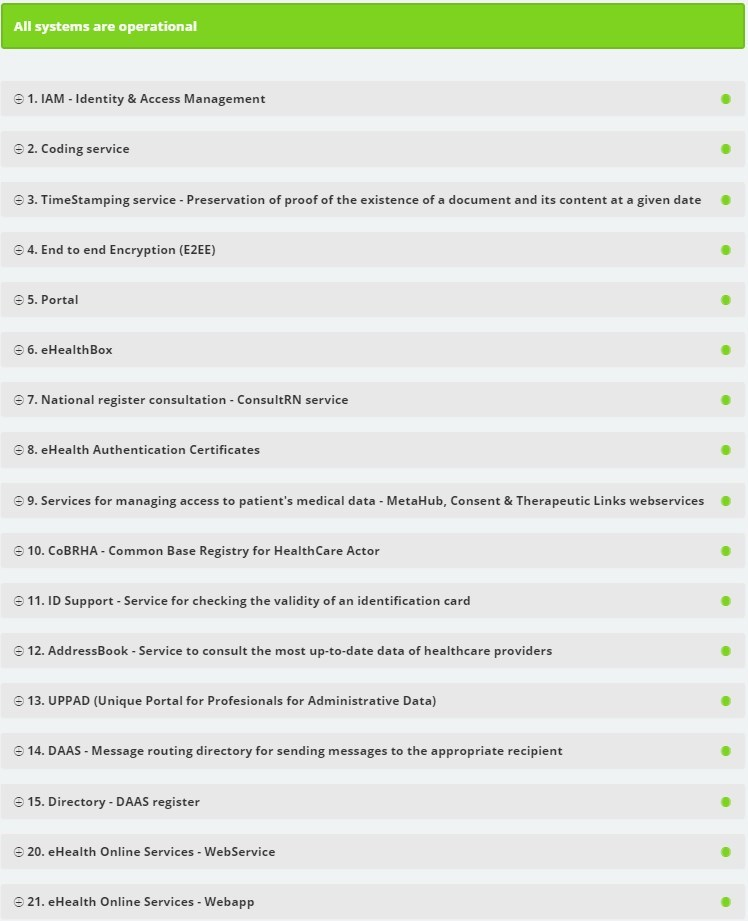 All systems are operational
1. IAM - Identity & Access Management
2. Coding service
3. TimeStamping service - Preservation of proof of the existence of a document and its content at a given date
4. End to end Encryption (E2EE)
5. Portal
6. eHealthBox
7. National register consultation - ConsultRN service
8. eHealth Authentication Certificates
9. Services for managing access to patient's medical data - MetaHub, Consent & Therapeutic Links webservices
10. CoBRHA - Common Base Registry for HealthCare Actor
11. ID Support - Service for checking the validity of an identification card
12. AddressBook - Service to consult the most up-to-date data of healthcare providers
13. UPPAD (Unique Portal for Profesionals for Administrative Data)
14. DAAS - Message routing directory for sending messages to the appropriate recipient
15. Directory - DAAS register
20. eHealth Online Services - WebService
21. eHealth Online Services - Webapp